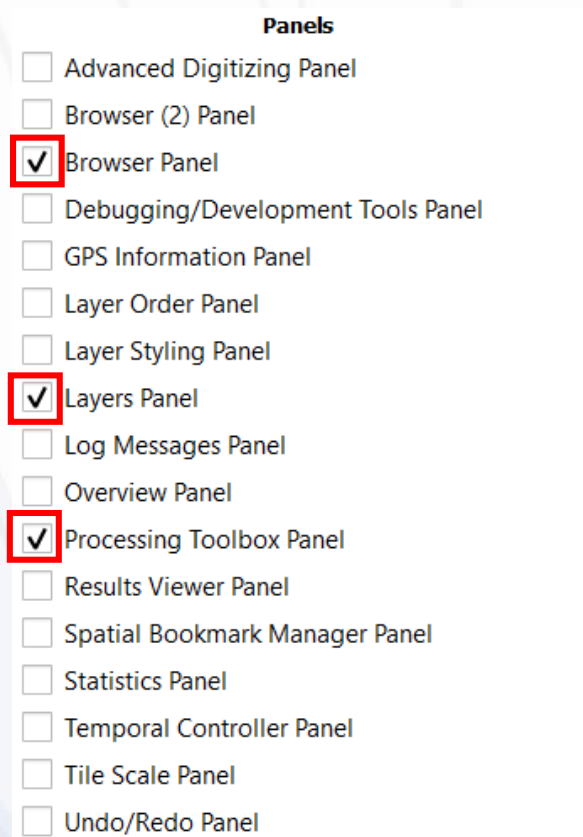 Panels
Advanced Digitizing Panel
Browser (2) Panel
Browser Panel
Debugging/Development Tools Panel
GPS Information Panel
Layer Order Panel
Layer Styling Panel
Layers Panel
Log Messages Panel
Overview Panel
Processing Toolbox Panel
Results Viewer Panel
Spatial Bookmark Manager Panel
Statistics Panel
Temporal Controller Panel
Tile Scale Panel
Undo/Redo Panel